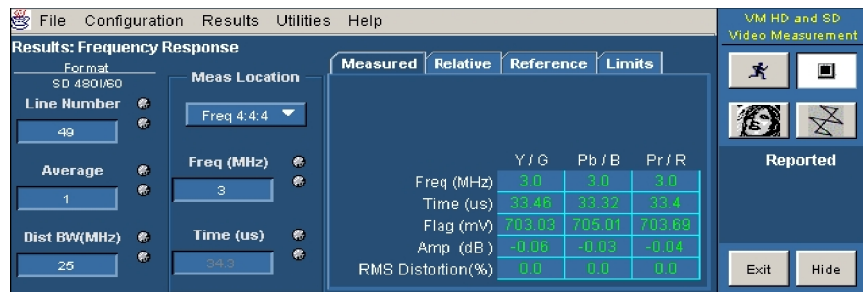 File Configuration Results Utilities Help
VM HD and SD
Video Measurement
Results: Frequency Response
Format
SD 480I/60
Line Number
49
Average
1
Dist BW(MHz)
25
Meas Location
Freq 4:4:4
Freq (MHz)
3
Time (us)
34.3
Measured Relative Reference Limits
Y / G Pb / B Pr / R
Freq (MHz) 3.0 3.0 3.0
Time (us) 33.46 33.32 33.4
Flag (mV) 703.03 705.01 703.69
Amp (dB) -0.06 -0.03 -0.04
RMS Distortion(%) 0.0 0.0 0.0
Reported
Exit Hide